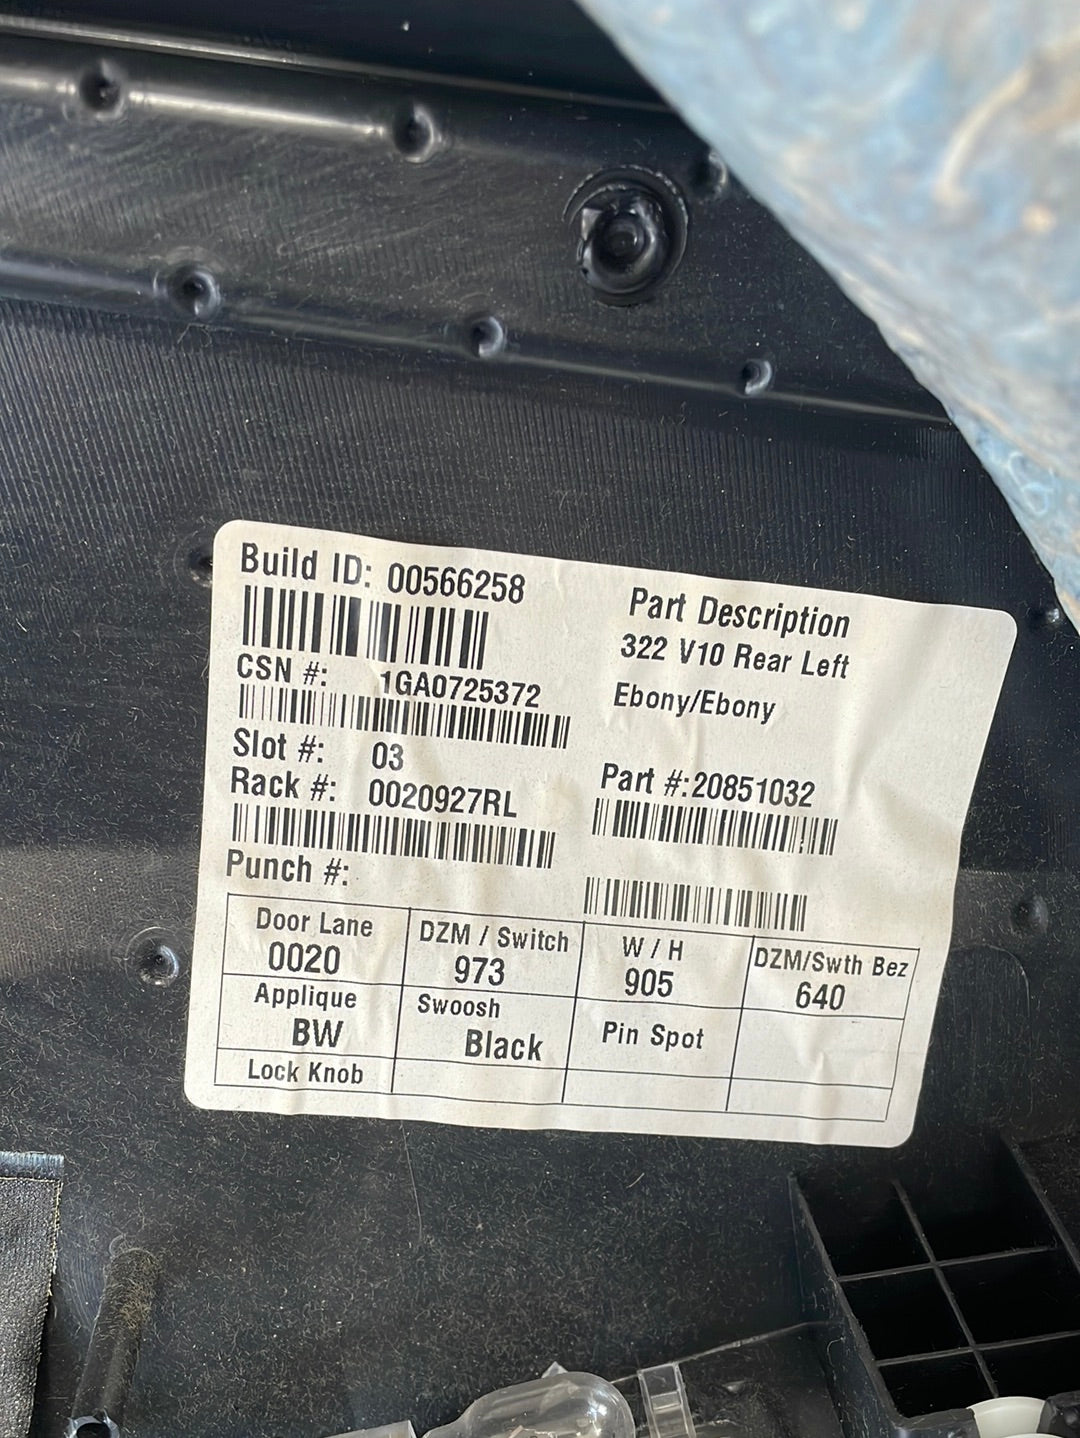 Build ID: 00566258
CSN #: 1GA0725372
Slot #: 03
Rack #: 0020927RL
Punch #:
Part Description
322 V10 Rear Left
Ebony/Ebony
Part #:20851032
Door Lane DZM / Switch W / H DZM/Swth Bez
0020 973 905 640
Applique Swoosh Pin Spot
BW Black
Lock Knob